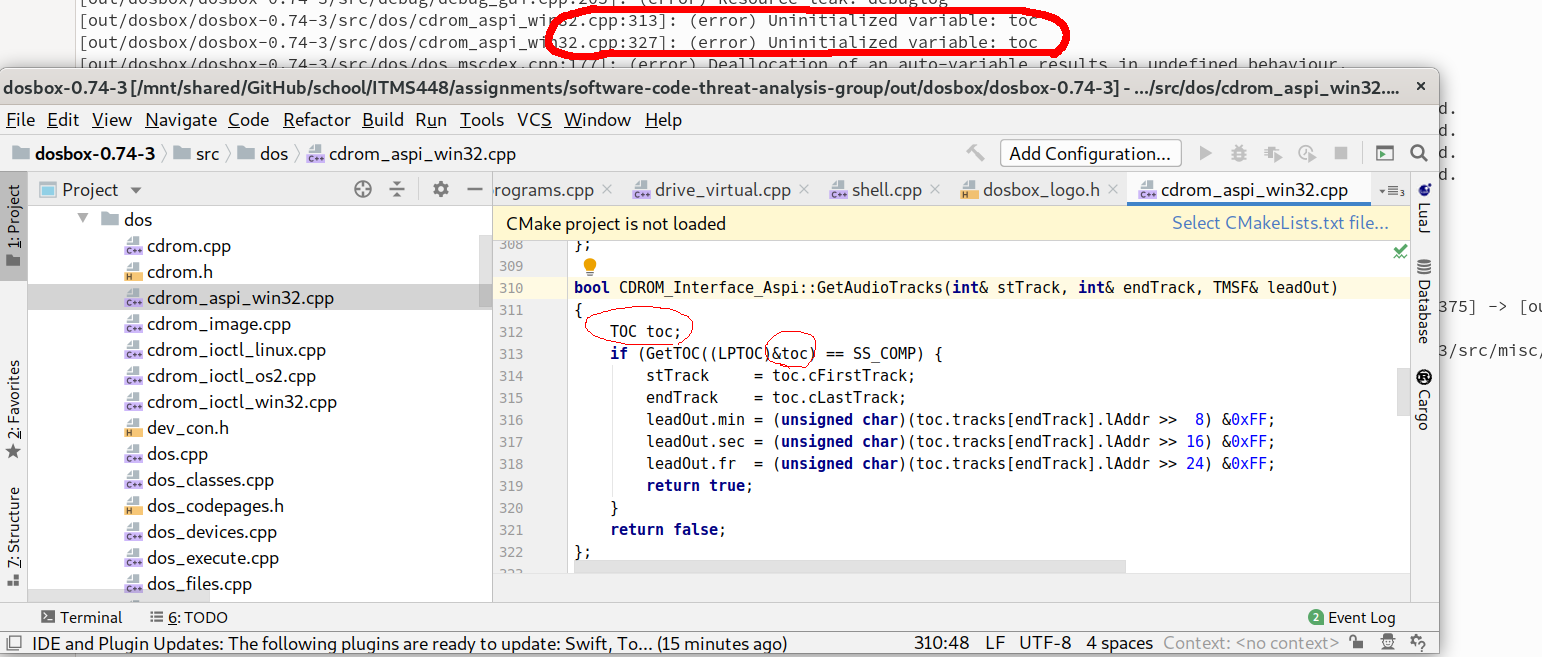 [out/dosbox/dosbox-0.74-3/src/debug/debug_gui.cpp:205]: (error) Resource leak: debuglog
[out/dosbox/dosbox-0.74-3/src/dos/cdrom_aspi_win32.cpp:313]: (error) Uninitialized variable: toc
[out/dosbox/dosbox-0.74-3/src/dos/cdrom_aspi_win32.cpp:327]: (error) Uninitialized variable: toc
[out/dosbox/dosbox-0.74-3/src/dos/dos_mscdex.cpp:177]: (error) Deallocation of an auto-variable results in undefined behaviour.
dosbox-0.74-3 [/mnt/shared/GitHub/school/ITMS448/assignments/software-code-threat-analysis-group/out/dosbox/dosbox-0.74-3] - .../src/dos/cdrom_aspi_win32....
d.
d.
d.
d.
File Edit View Navigate Code Refactor Build Run Tools VCS Window Help
dosbox-0.74-3 src dos cdrom_aspi_win32.cpp Add Configuration...
Project rograms.cpp drive_virtual.cpp shell.cpp dosbox_logo.h cdrom_aspi_win32.cpp 3
CMake project is not loaded Select CMakeLists.txt file...
1: Project
2: Favorites
7: Structure
dos
cdrom.cpp
cdrom.h
cdrom_aspi_win32.cpp
cdrom_image.cpp
cdrom_ioctl_linux.cpp
cdrom_ioctl_os2.cpp
cdrom_ioctl_win32.cpp
dev_con.h
dos.cpp
dos_classes.cpp
dos_codepages.h
dos_devices.cpp
dos_execute.cpp
dos_files.cpp
308 };
309
310 bool CDROM_Interface_Aspi::GetAudioTracks(int& stTrack, int& endTrack, TMSF& leadOut)
311 {
312 TOC toc;
313 if (GetTOC((LPTOC)&toc) == SS_COMP) {
314 stTrack = toc.cFirstTrack;
315 endTrack = toc.cLastTrack;
316 leadOut.min = (unsigned char)(toc.tracks[endTrack].lAddr >> 8) &0xFF;
317 leadOut.sec = (unsigned char)(toc.tracks[endTrack].lAddr >> 16) &0xFF;
318 leadOut.fr = (unsigned char)(toc.tracks[endTrack].lAddr >> 24) &0xFF;
319 return true;
320 }
321 return false;
322 };
LuaJ
Database
Cargo
375] -> [ou
3/src/misc/
Terminal 6: TODO 2 Event Log
IDE and Plugin Updates: The following plugins are ready to update: Swift, To... (15 minutes ago) 310:48 LF UTF-8 4 spaces Context: <no context>